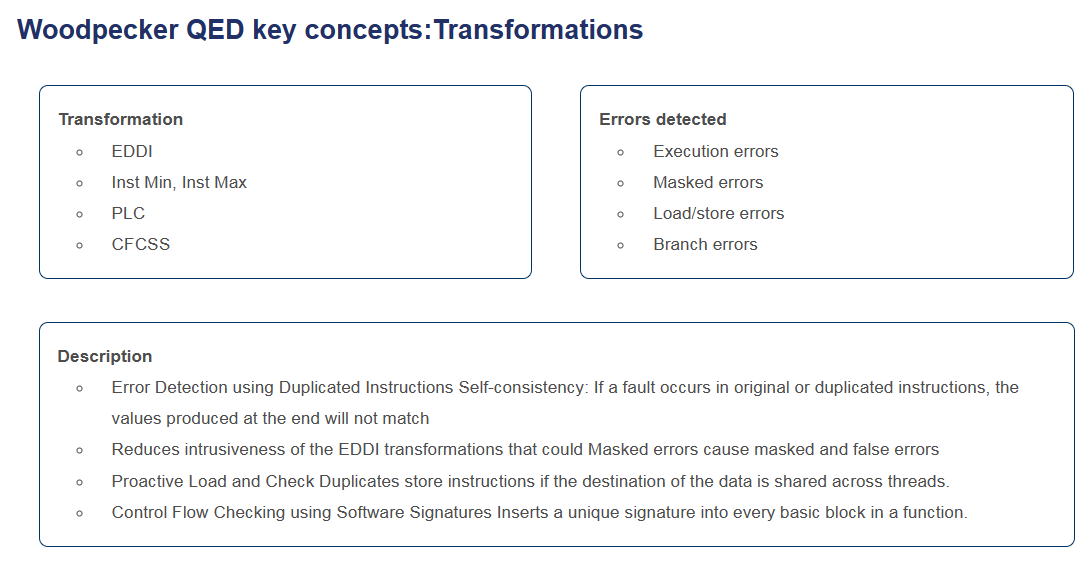 Woodpecker QED key concepts:Transformations
Transformation
EDDI
Inst Min, Inst Max
PLC
CFCSS
Errors detected
Execution errors
Masked errors
Load/store errors
Branch errors
Description
Error Detection using Duplicated Instructions Self-consistency: If a fault occurs in original or duplicated instructions, the
values produced at the end will not match
Reduces intrusiveness of the EDDI transformations that could Masked errors cause masked and false errors
Proactive Load and Check Duplicates store instructions if the destination of the data is shared across threads.
Control Flow Checking using Software Signatures Inserts a unique signature into every basic block in a function.